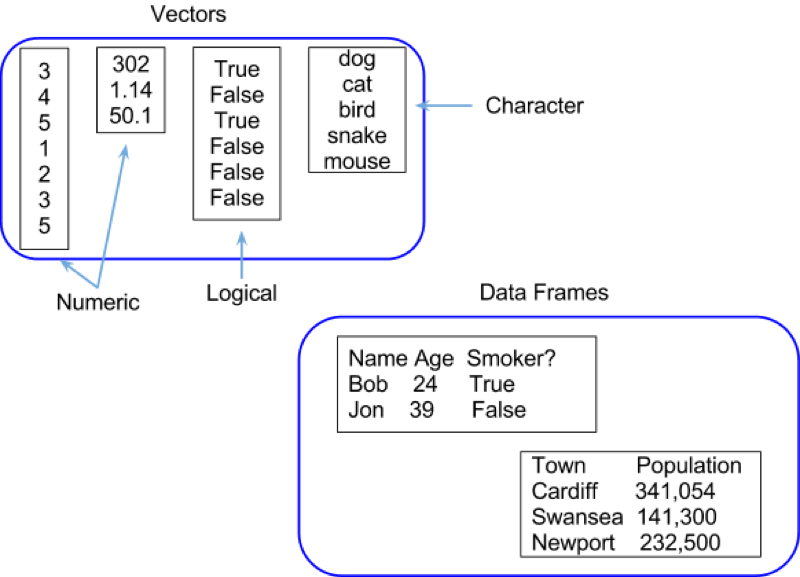 Vectors
3
4
5
1
2
3
5
302
1.14
50.1
True
False
True
False
False
False
dog
cat
bird
snake
mouse
Character
Numeric
Logical
Data Frames
Name Age Smoker?
Bob 24 True
Jon 39 False
Town Population
Cardiff 341,054
Swansea 141,300
Newport 232,500